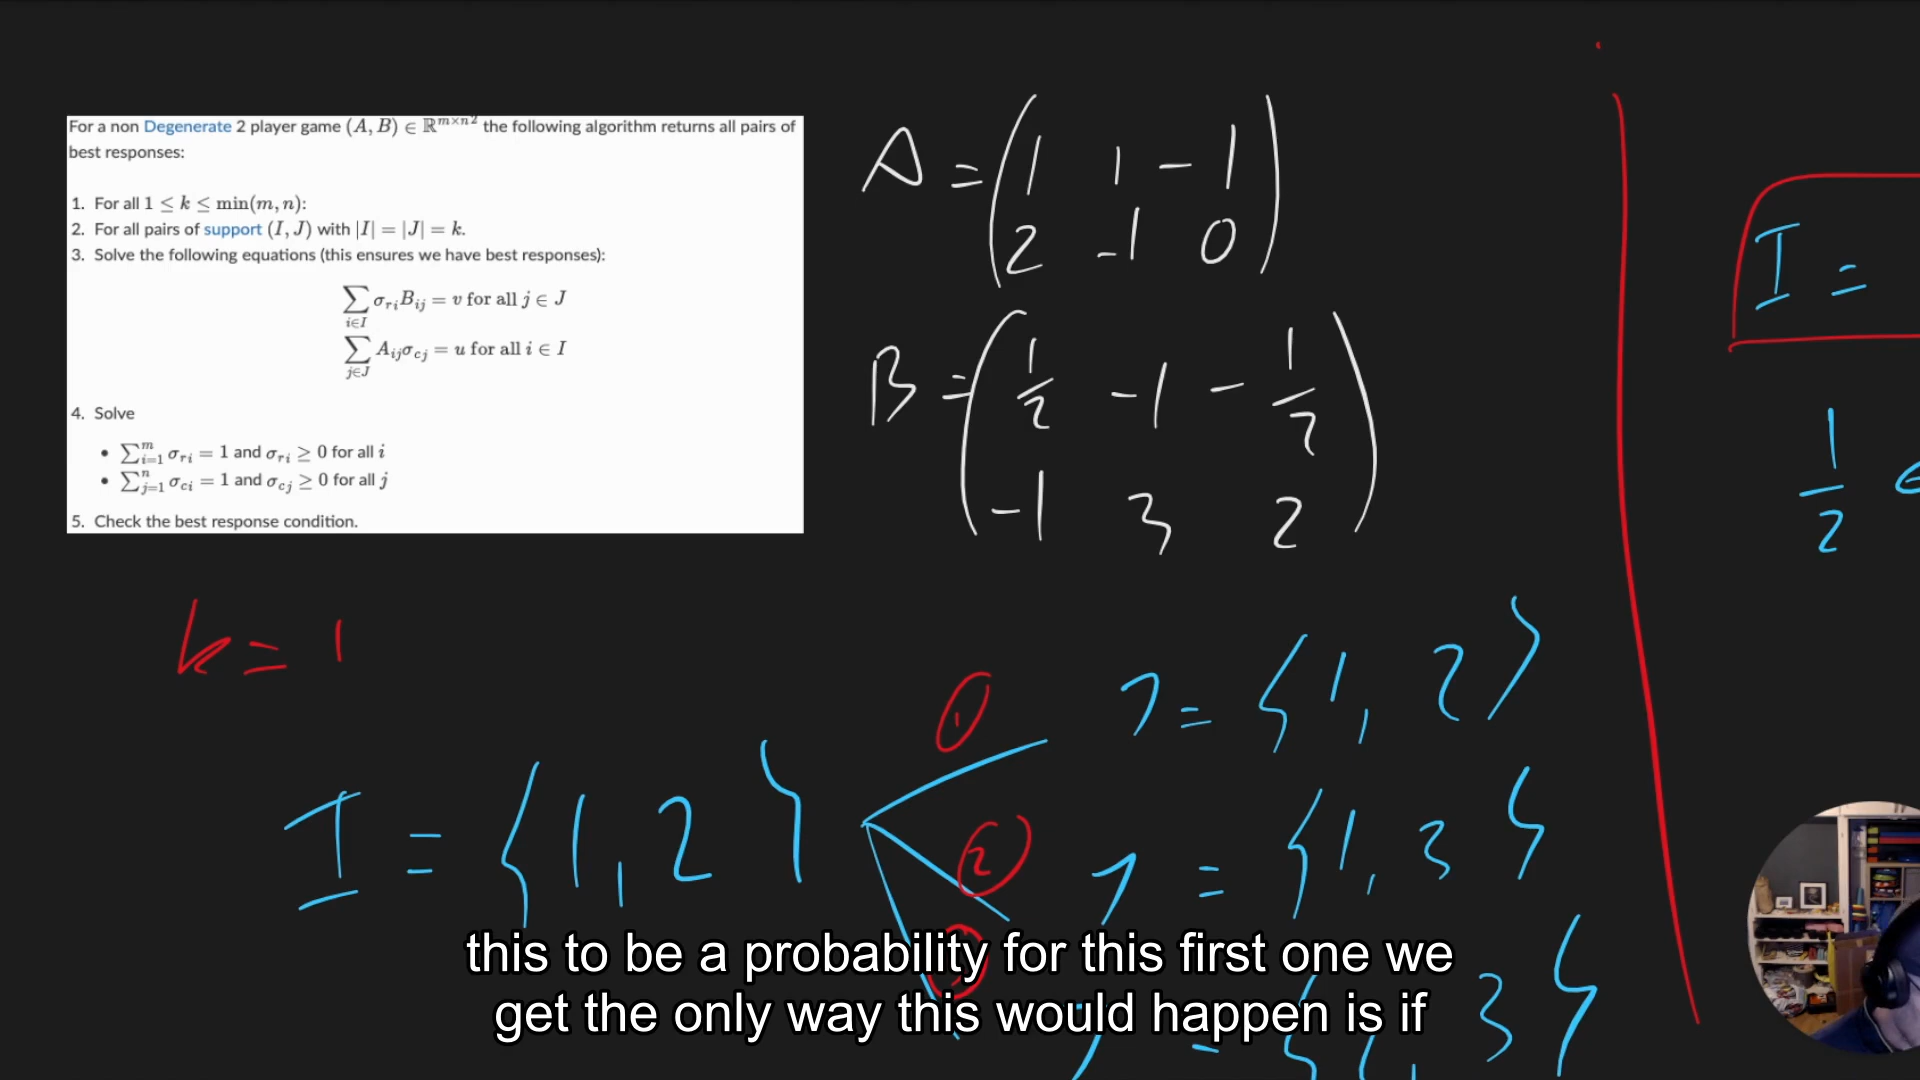 For a non Degenerate 2 player game (A, B) ∈ ℝ^{m×n^2} the following algorithm returns all pairs of
best responses:
1. For all 1 ≤ k ≤ min(m, n):
2. For all pairs of support (I, J) with |I| = |J| = k.
3. Solve the following equations (this ensures we have best responses):
∑_{i∈I} σ_{ri}B_{ij} = v for all j ∈ J
∑_{j∈J} A_{ij}σ_{cj} = u for all i ∈ I
4. Solve
• ∑_{i=1}^{m} σ_{ri} = 1 and σ_{ri} ≥ 0 for all i
• ∑_{j=1}^{n} σ_{ci} = 1 and σ_{cj} ≥ 0 for all j
5. Check the best response condition.
A = (1 1 -1
2 -1 0)
B = (1/2 -1 -1/2
-1 3 2)
I =
1/2
k = 1
I = {1, 2}
① J = {1, 2}
② J = {1, 3}
3}
this to be a probability for this first one we
get the only way this would happen is if